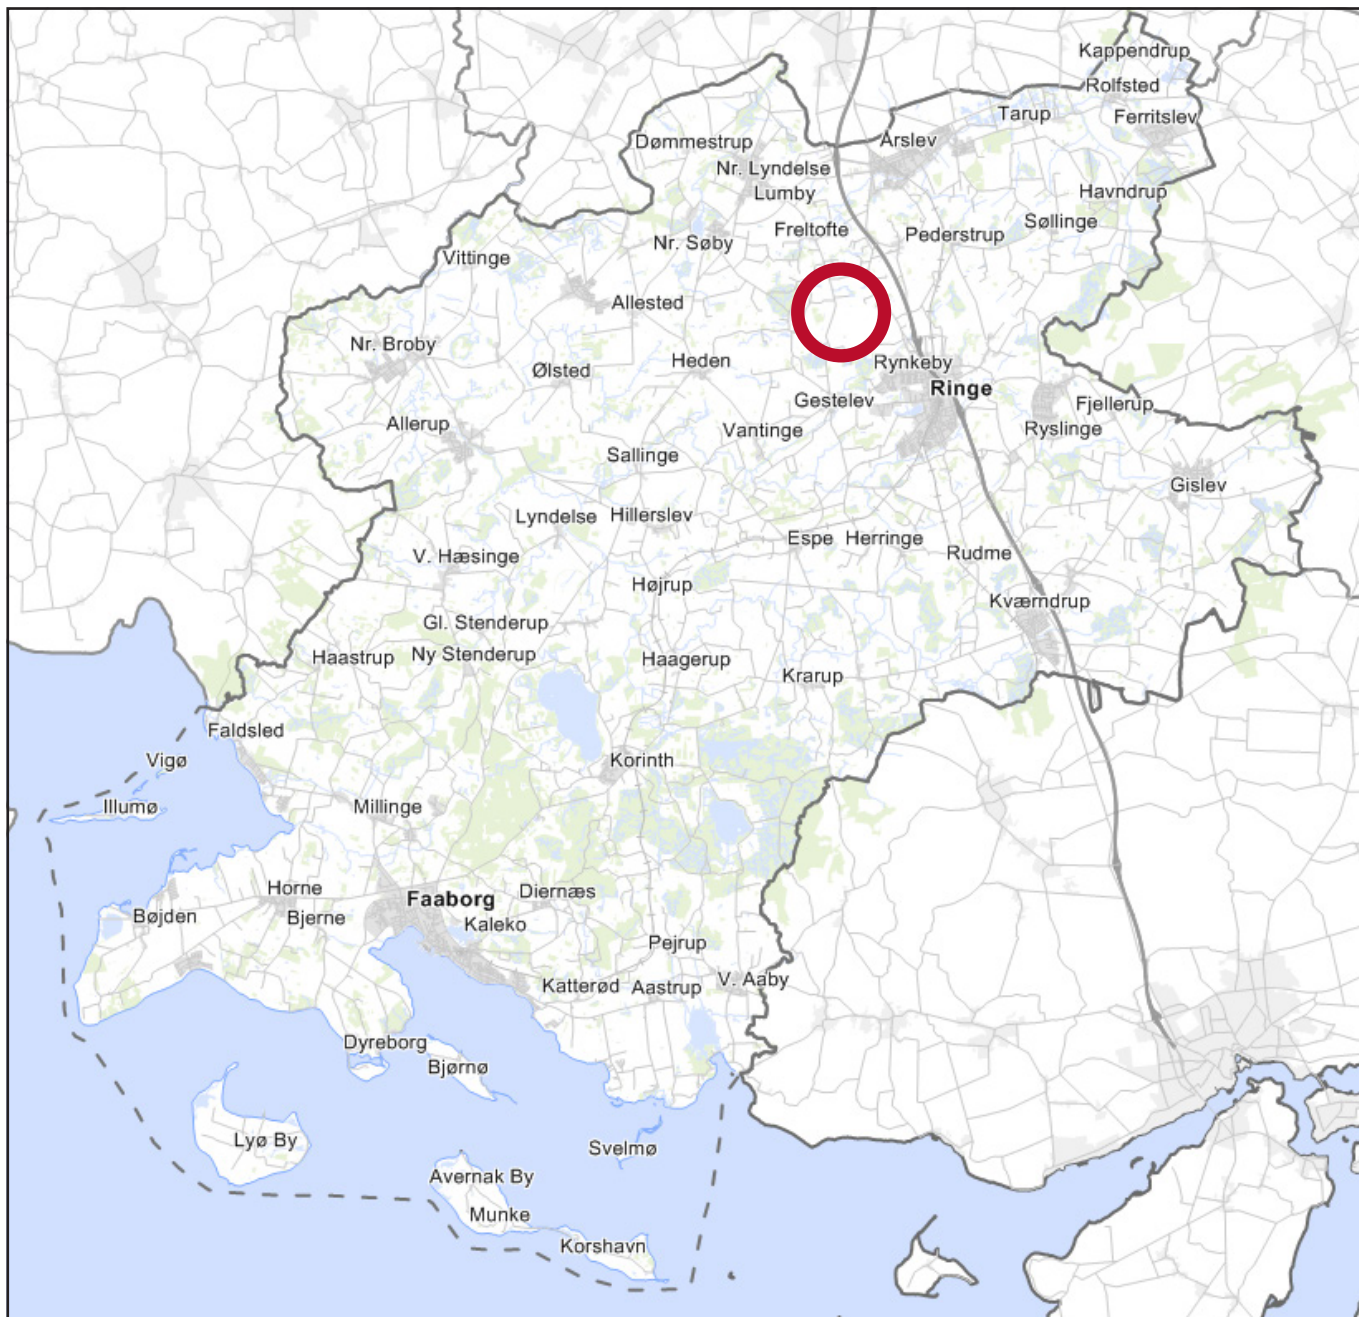 Kappendrup
Rolfsted
Tarup
Ferritslev
Dømmestrup
Årslev
Nr. Lyndelse
Lumby
Havndrup
Søllinge
Freltofte
Pederstrup
Nr. Søby
Vittinge
Allested
Nr. Broby
Ølsted
Heden
Rynkeby
Ringe
Gestelev
Fjellerup
Allerup
Vantinge
Ryslinge
Sallinge
Gislev
Lyndelse
Hillerslev
Espe
Herringe
Rudme
V. Hæsinge
Højrup
Kværndrup
Gl. Stenderup
Haastrup
Ny Stenderup
Haagerup
Krarup
Faldsled
Vigø
Korinth
Illumø
Millinge
Horne
Diernæs
Faaborg
Bøjden
Bjerne
Kaleko
Pejrup
Katterød
Aastrup
V. Aaby
Dyreborg
Bjørnø
Lyø By
Svelmø
Avernak By
Munke
Korshavn